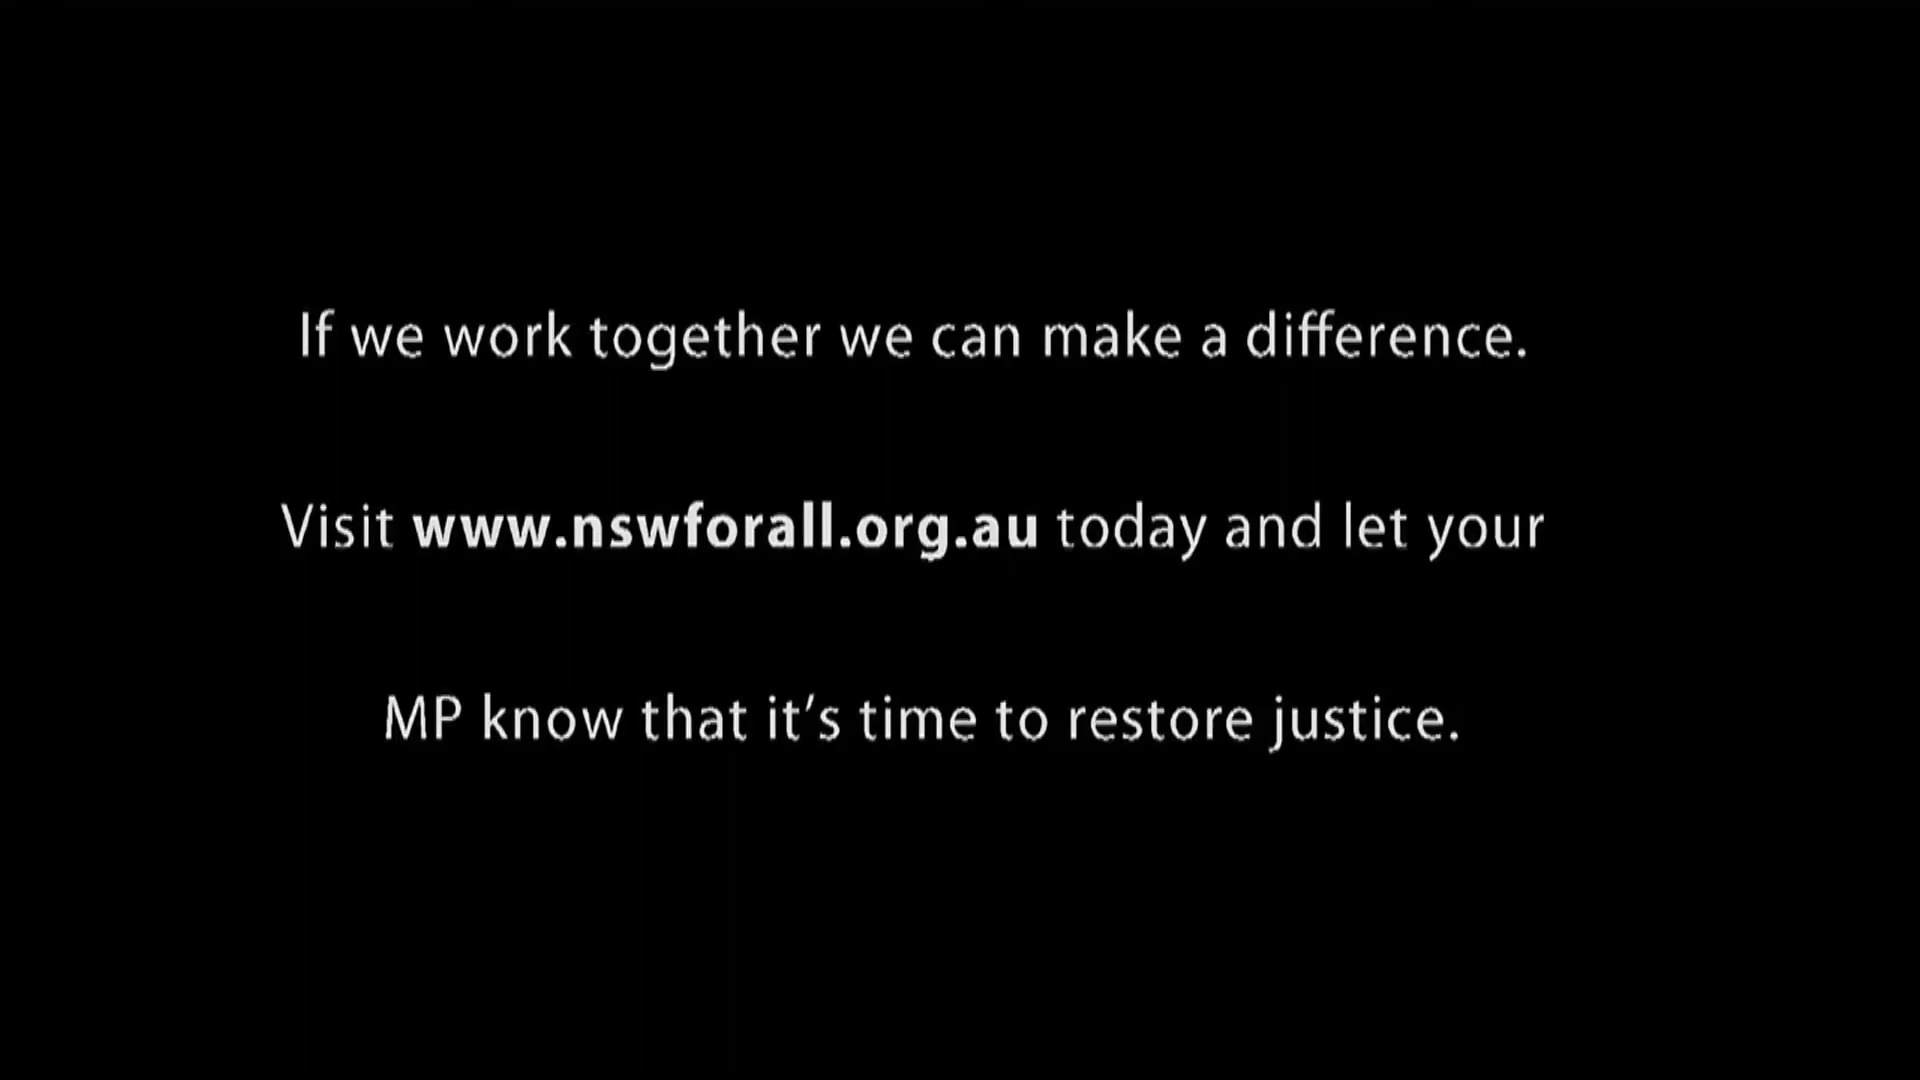 If we work together we can make a difference.
Visit www.nswforall.org.au today and let your
MP know that it’s time to restore justice.